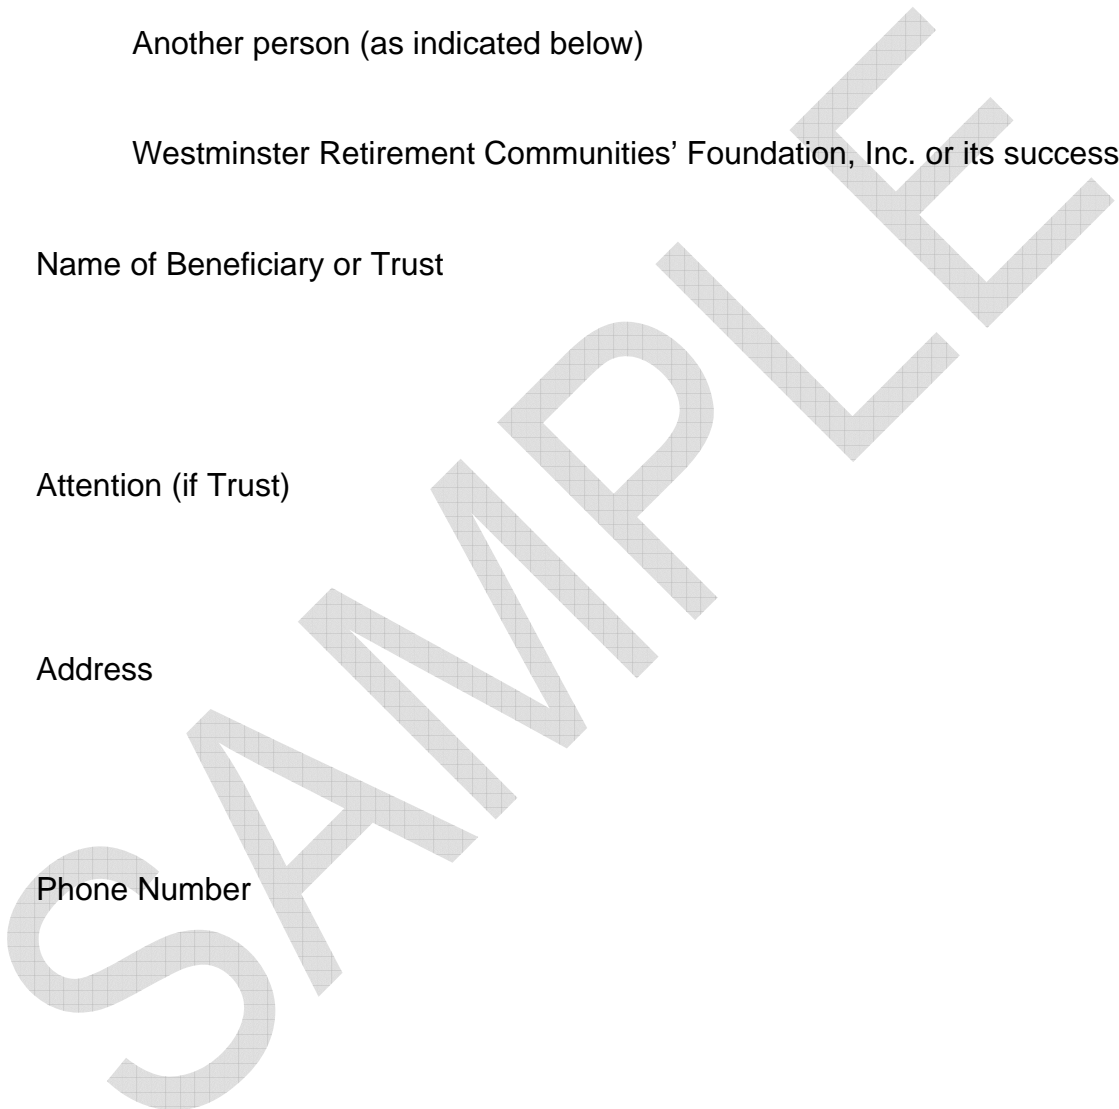 Another person (as indicated below)
Westminster Retirement Communities’ Foundation, Inc. or its success
Name of Beneficiary or Trust
Attention (if Trust)
Address
Phone Number
SAMPLE